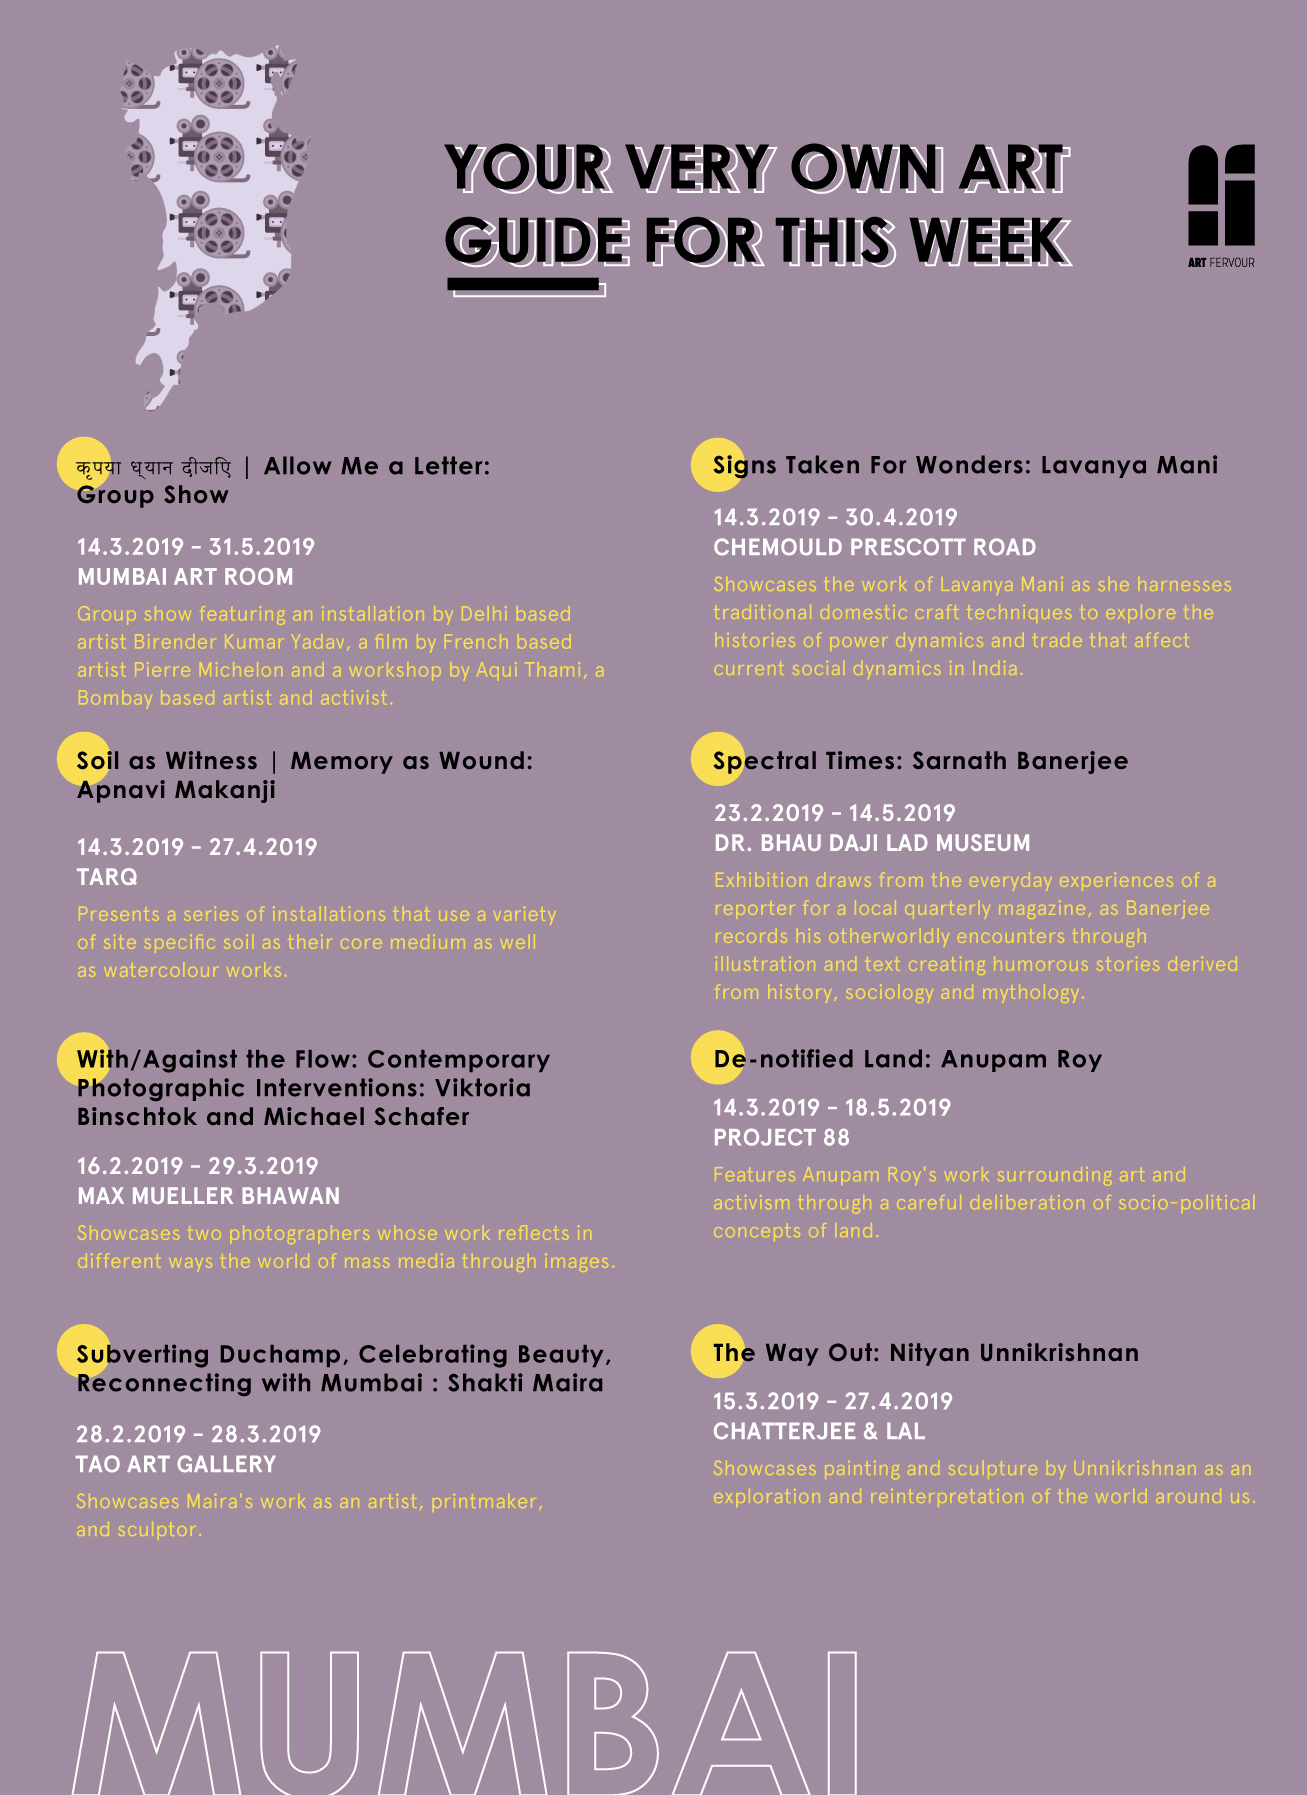 YOUR VERY OWN ART
GUIDE FOR THIS WEEK
ART FERVOUR
कृपया ध्यान दीजिए | Allow Me a Letter:
Group Show
14.3.2019 - 31.5.2019
MUMBAI ART ROOM
Group show featuring an installation by Delhi based
artist Birender Kumar Yadav, a film by French based
artist Pierre Michelon and a workshop by Aqui Thami, a
Bombay based artist and activist.
Soil as Witness | Memory as Wound:
Apnavi Makanji
14.3.2019 - 27.4.2019
TARQ
Presents a series of installations that use a variety
of site specific soil as their core medium as well
as watercolour works.
With/Against the Flow: Contemporary
Photographic Interventions: Viktoria
Binschtok and Michael Schafer
16.2.2019 - 29.3.2019
MAX MUELLER BHAWAN
Showcases two photographers whose work reflects in
different ways the world of mass media through images.
Subverting Duchamp, Celebrating Beauty,
Reconnecting with Mumbai : Shakti Maira
28.2.2019 - 28.3.2019
TAO ART GALLERY
Showcases Maira's work as an artist, printmaker,
and sculptor.
Signs Taken For Wonders: Lavanya Mani
14.3.2019 - 30.4.2019
CHEMOULD PRESCOTT ROAD
Showcases the work of Lavanya Mani as she harnesses
traditional domestic craft techniques to explore the
histories of power dynamics and trade that affect
current social dynamics in India.
Spectral Times: Sarnath Banerjee
23.2.2019 - 14.5.2019
DR. BHAU DAJI LAD MUSEUM
Exhibition draws from the everyday experiences of a
reporter for a local quarterly magazine, as Banerjee
records his otherworldly encounters through
illustration and text creating humorous stories derived
from history, sociology and mythology.
De-notified Land: Anupam Roy
14.3.2019 - 18.5.2019
PROJECT 88
Features Anupam Roy's work surrounding art and
activism through a careful deliberation of socio-political
concepts of land.
The Way Out: Nityan Unnikrishnan
15.3.2019 - 27.4.2019
CHATTERJEE & LAL
Showcases painting and sculpture by Unnikrishnan as an
exploration and reinterpretation of the world around us.
MUMBAI